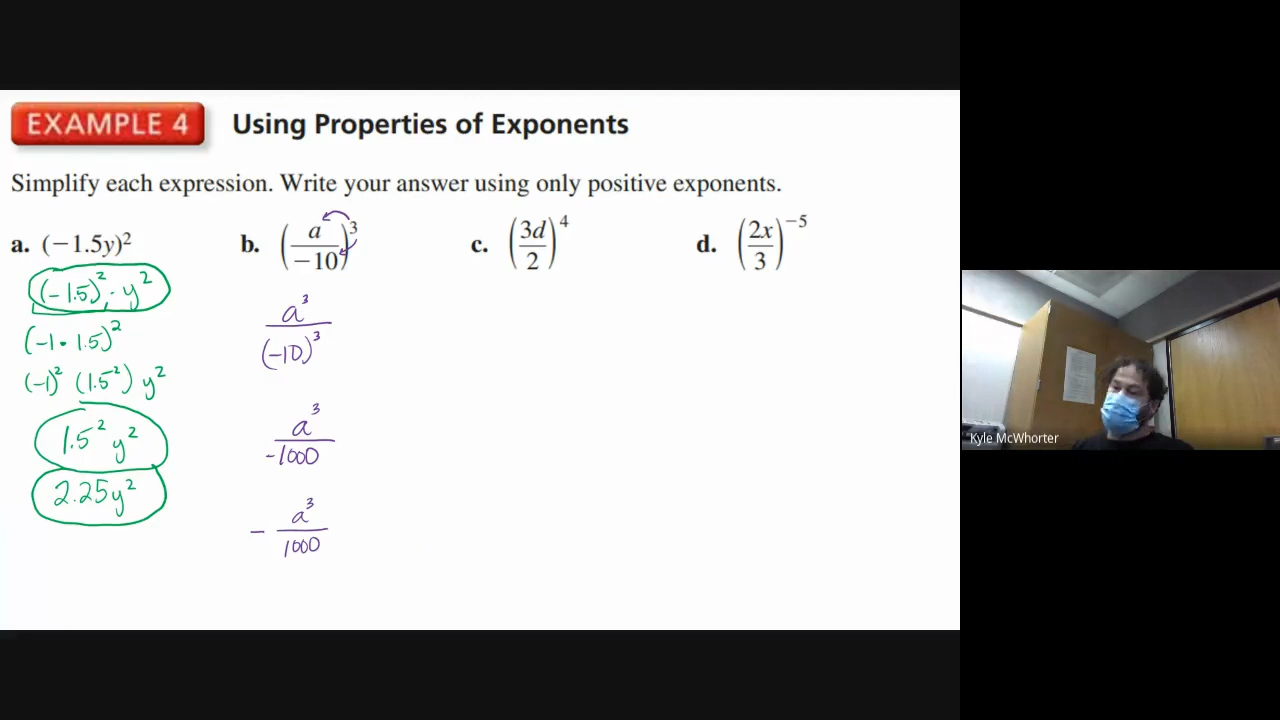 EXAMPLE 4 Using Properties of Exponents
Simplify each expression. Write your answer using only positive exponents.
a. (−1.5y)²
(-1.5)² · y²
(-1 • 1.5)²
(-1)² (1.5²) y²
1.5² y²
2.25y²
b. (a/−10)³
a³/(-10)³
a³/-1000
- a³/1000
c. (3d/2)⁴
d. (2x/3)⁻⁵
Kyle McWhorter